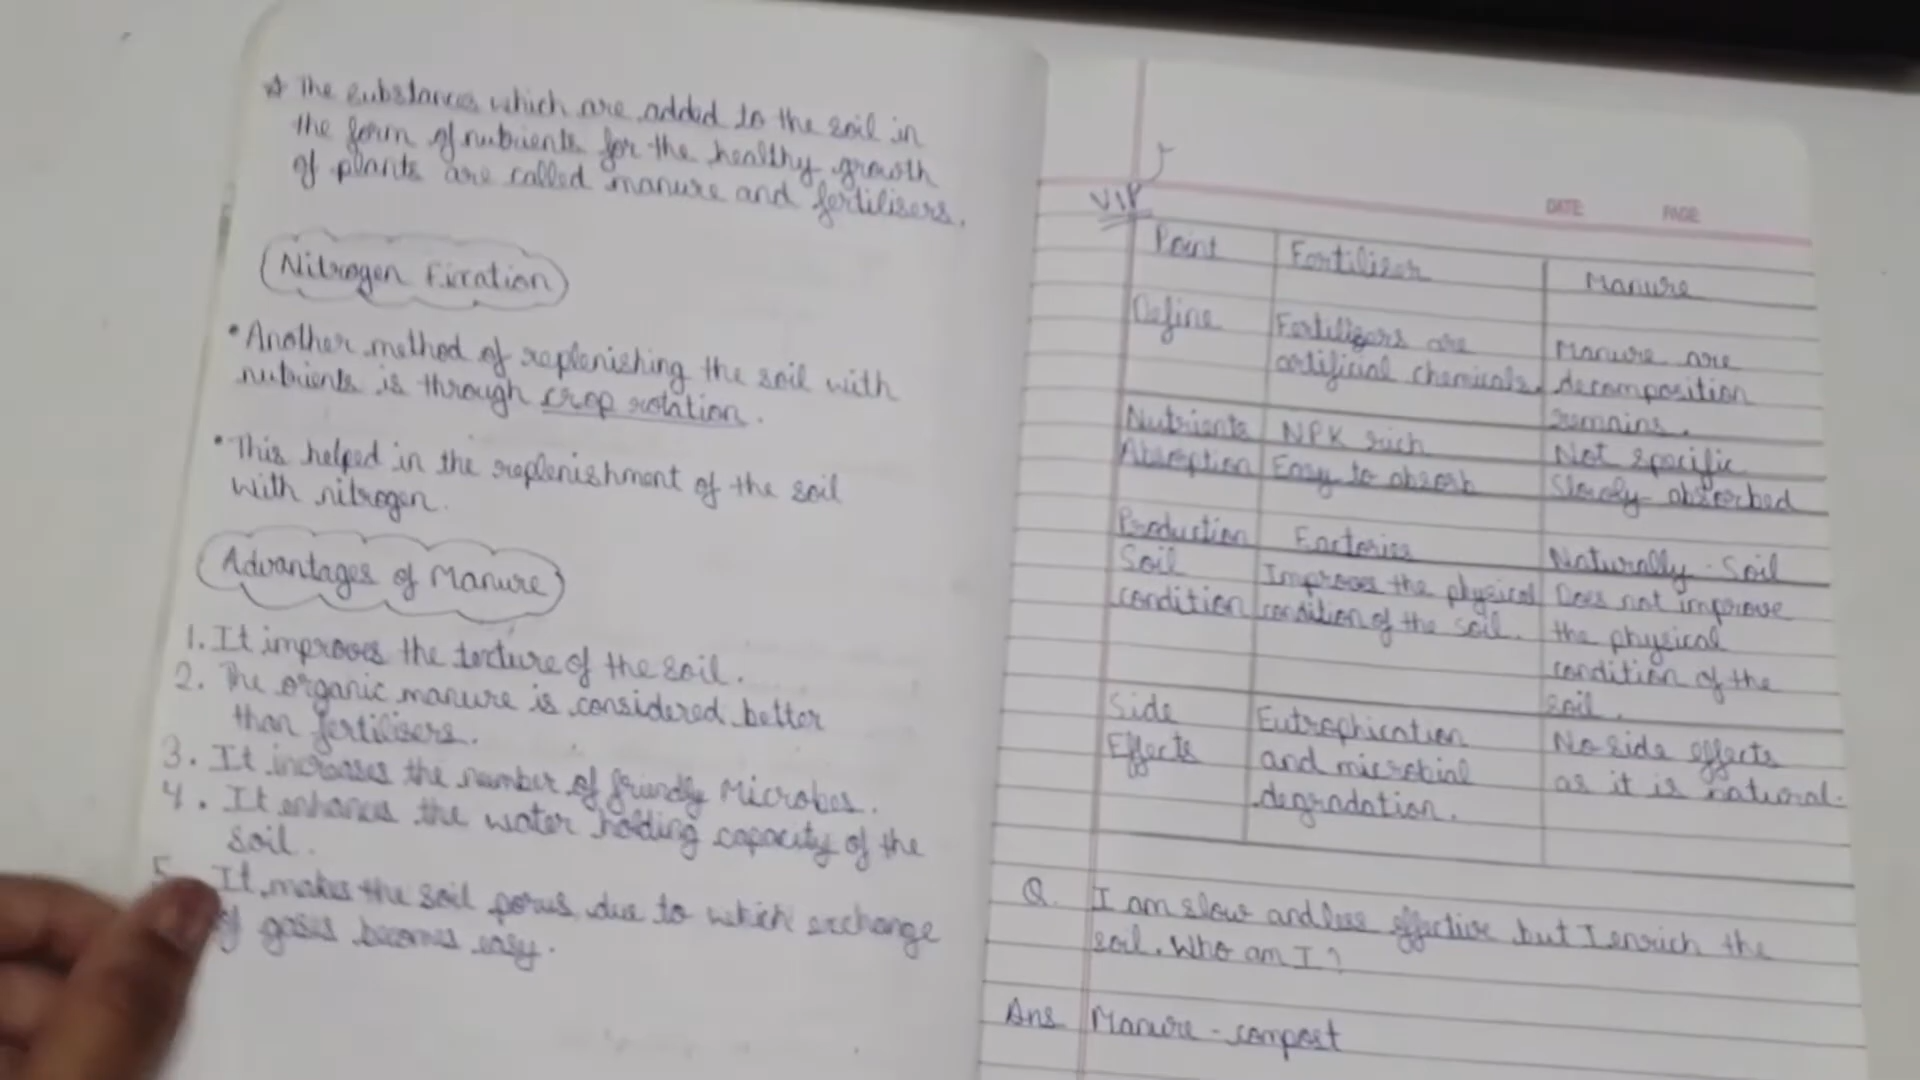 The substances which are added to the soil in
the form of nutrients for the healthy growth
of plants are called manure and fertilisers.
Nitrogen Fixation
• Another method of replenishing the soil with
nutrients is through crop rotation.
• This helped in the replenishment of the soil
with nitrogen.
Advantages of Manure
1. It improves the texture of the soil.
2. The organic manure is considered better
than fertilisers.
3. It increases the number of friendly Microbes.
4. It enhances the water holding capacity of the
soil.
5. It makes the soil porus due to which exchange
of gases becomes easy.
DATE PAGE
VIP
Point Fertilizer Manure
Define Fertilizers are Manure are
artificial chemicals. decomposition
remains.
Nutrients NPK rich Not specific
Absorption Easy to absorb Slowly absorbed
Production Factories Naturally - Soil
Soil Improves the physical Does not improve
condition condition of the soil. the physical
condition of the
soil.
Side Eutrophication No side effects
Effects and microbial as it is natural.
degradation.
Q. I am slow and less effective but I enrich the
soil. Who am I?
Ans Manure - compost